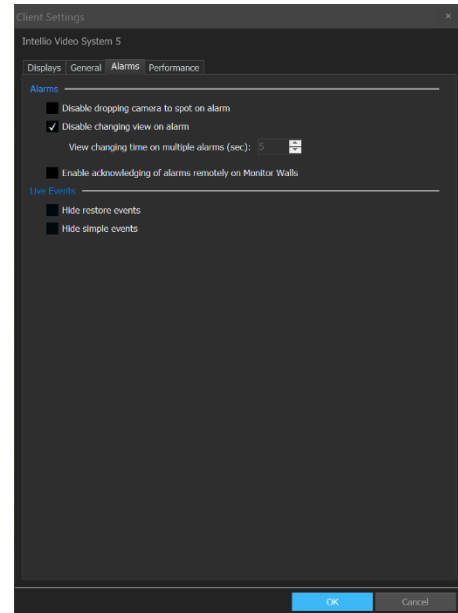 Client Settings ×
Intellio Video System 5
Displays General Alarms Performance
Alarms
Disable dropping camera to spot on alarm
Disable changing view on alarm
View changing time on multiple alarms (sec): 5
Enable acknowledging of alarms remotely on Monitor Walls
Live Events
Hide restore events
Hide simple events
OK Cancel